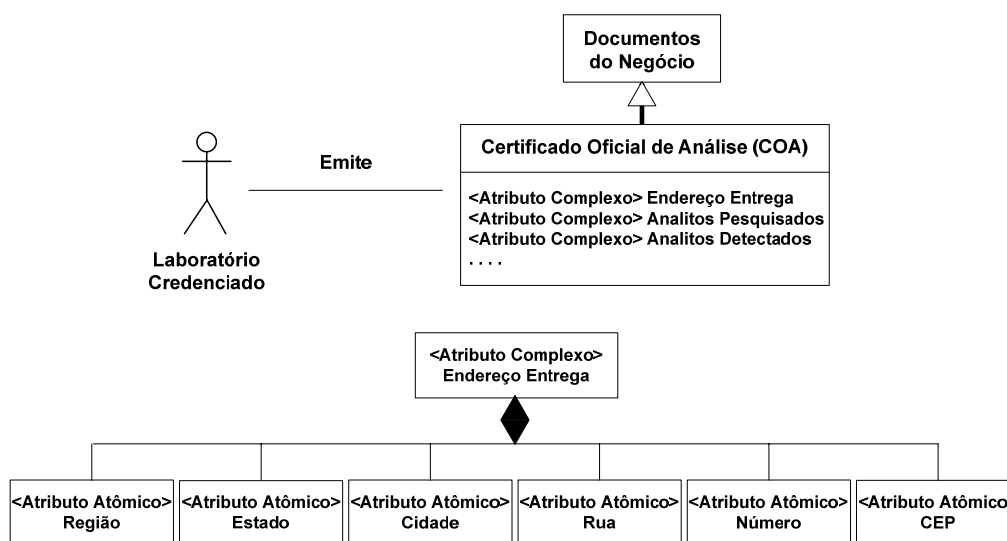 Documentos
do Negócio
Certificado Oficial de Análise (COA)
Emite
<Atributo Complexo> Endereço Entrega
<Atributo Complexo> Analitos Pesquisados
<Atributo Complexo> Analitos Detectados
. . . .
Laboratório
Credenciado
<Atributo Complexo>
Endereço Entrega
<Atributo Atômico>
Região
<Atributo Atômico>
Estado
<Atributo Atômico>
Cidade
<Atributo Atômico>
Rua
<Atributo Atômico>
Número
<Atributo Atômico
CEP